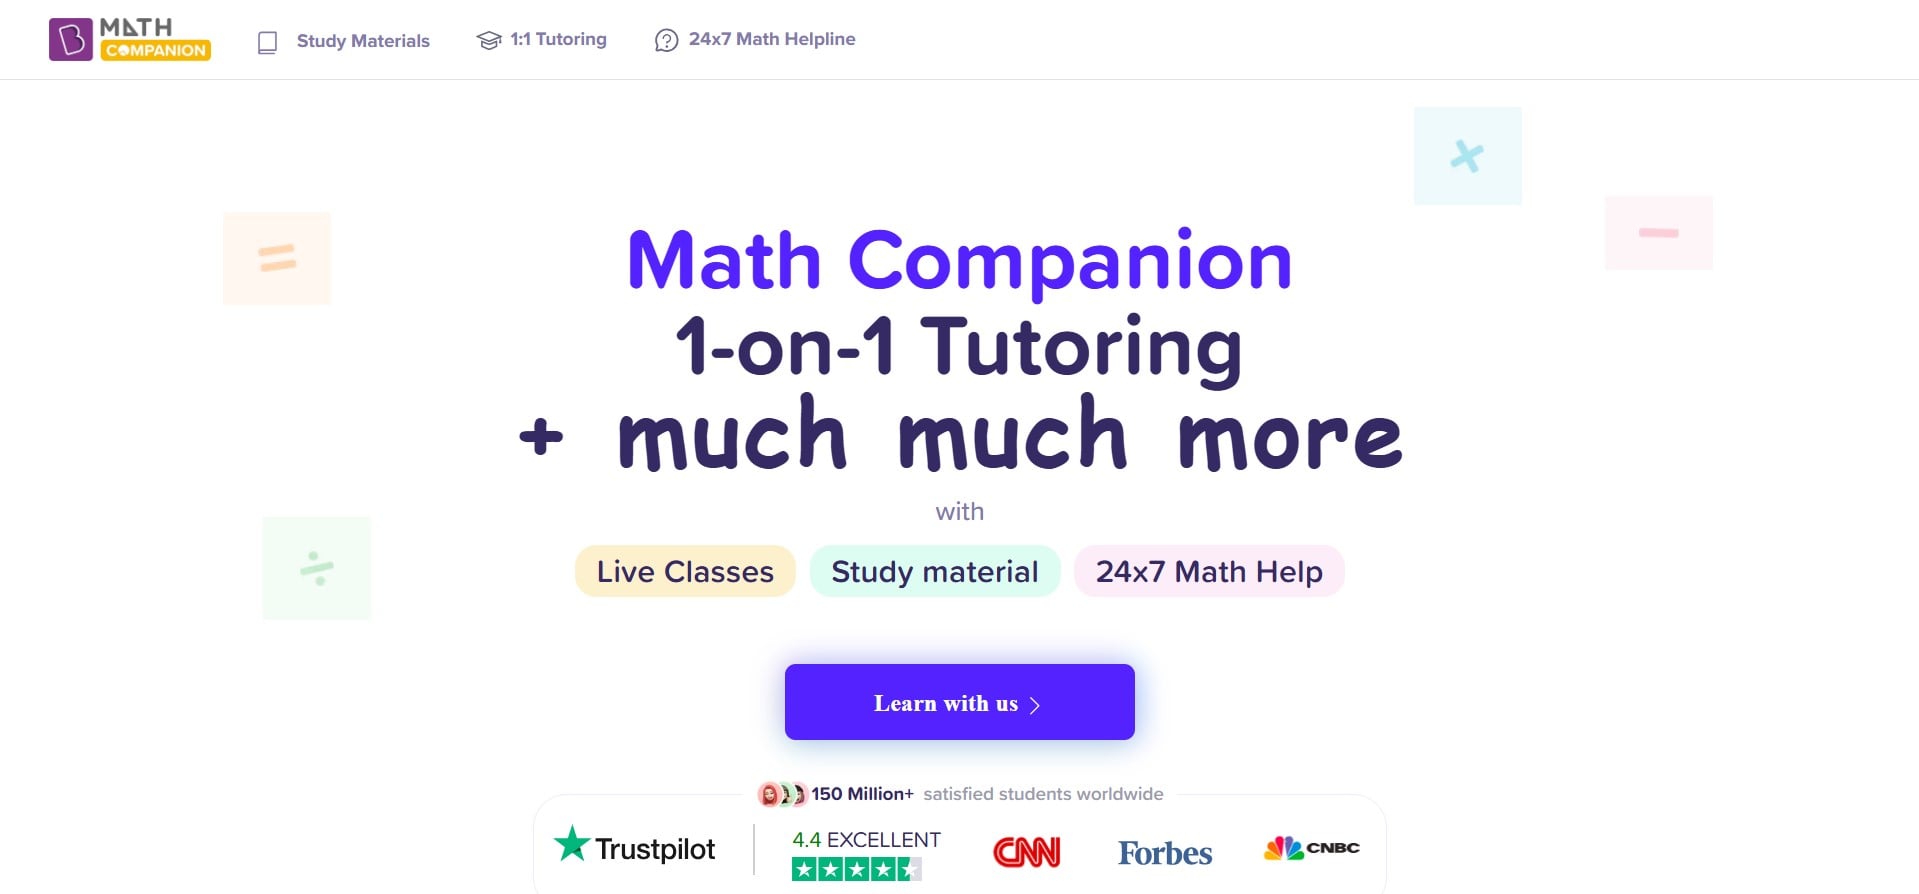 MATH
COMPANION
Study Materials
1:1 Tutoring
24x7 Math Helpline
Math Companion
1-on-1 Tutoring
+ much much more
with
Live Classes Study material 24x7 Math Help
Learn with us
150 Million+ satisfied students worldwide
Trustpilot
4.4 EXCELLENT
CNN
Forbes
CNBC